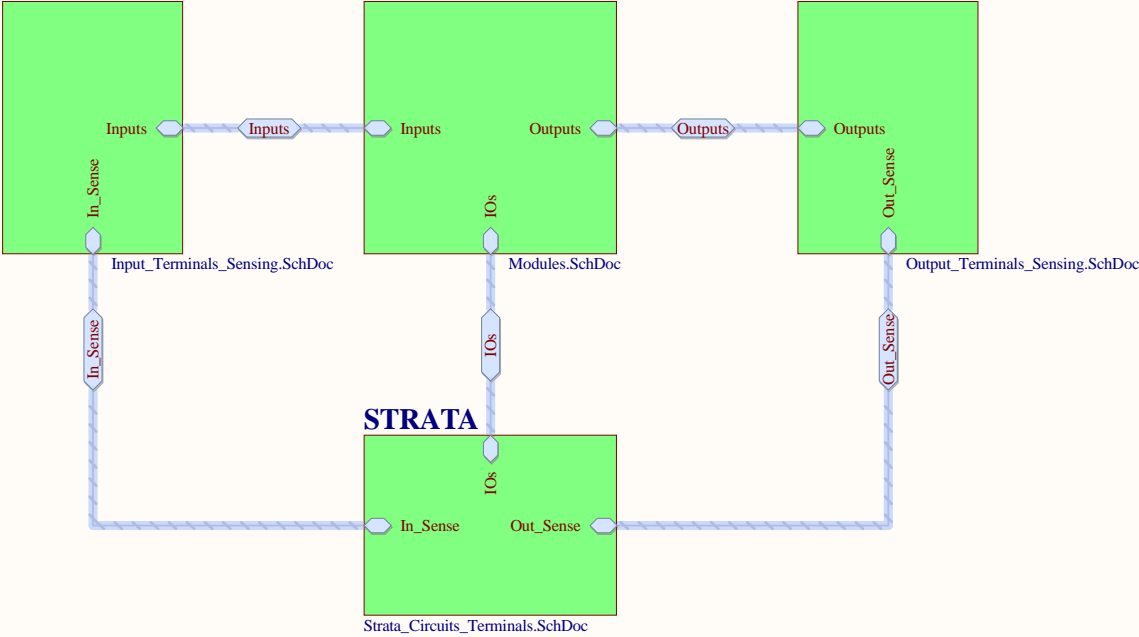 Inputs
Inputs
Inputs
Outputs
Outputs
Outputs
In_Sense
IOs
Out_Sense
Input_Terminals_Sensing.SchDoc
Modules.SchDoc
Output_Terminals_Sensing.SchDoc
In_Sense
IOs
Out_Sense
STRATA
IOs
In_Sense
Out_Sense
Strata_Circuits_Terminals.SchDoc